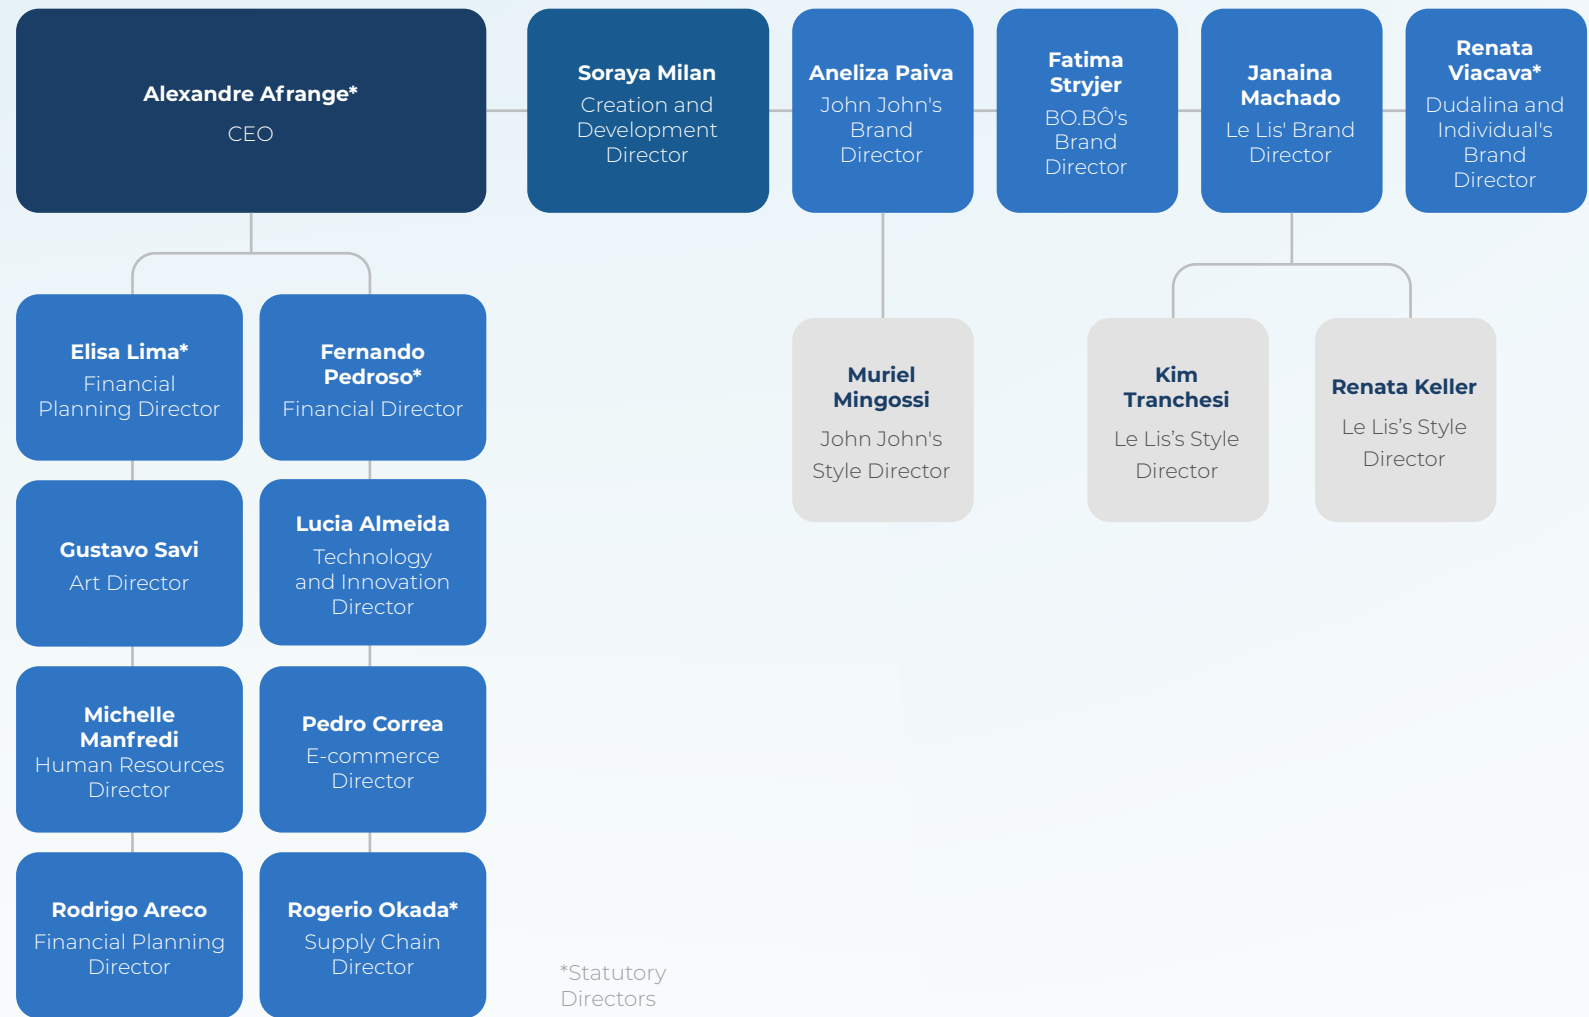 Alexandre Afrange*
CEO
Soraya Milan
Creation and
Development
Director
Aneliza Paiva
John John's
Brand
Director
Fatima
Stryjer
BO.BÔ's
Brand
Director
Janaina
Machado
Le Lis' Brand
Director
Renata
Viacava*
Dudalina and
Individual's
Brand
Director
Elisa Lima*
Financial
Planning Director
Fernando
Pedroso*
Financial Director
Muriel
Mingossi
John John's
Style Director
Kim
Tranchesi
Le Lis’s Style
Director
Renata Keller
Le Lis’s Style
Director
Gustavo Savi
Art Director
Lucia Almeida
Technology
and Innovation
Director
Michelle
Manfredi
Human Resources
Director
Pedro Correa
E-commerce
Director
Rodrigo Areco
Financial Planning
Director
Rogerio Okada*
Supply Chain
Director
*Statutory
Directors